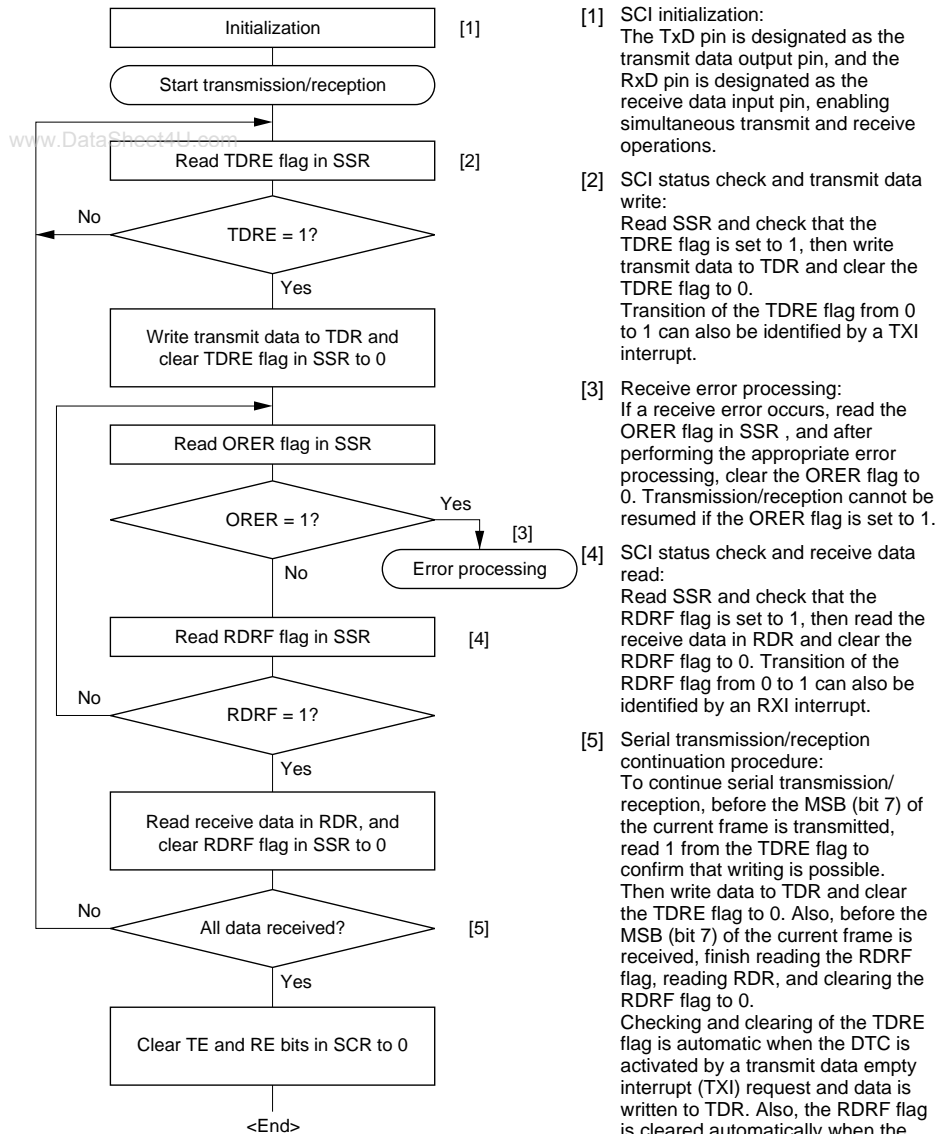 Initialization
[1]
Start transmission/reception
www.DataSheet4U.com
Read TDRE flag in SSR
[2]
No
TDRE = 1?
Yes
Write transmit data to TDR and
clear TDRE flag in SSR to 0
Read ORER flag in SSR
ORER = 1?
Yes
[3]
Error processing
No
Read RDRF flag in SSR
[4]
No
RDRF = 1?
Yes
Read receive data in RDR, and
clear RDRF flag in SSR to 0
No
All data received?
[5]
Yes
Clear TE and RE bits in SCR to 0
<End>
[1] SCI initialization:
The TxD pin is designated as the
transmit data output pin, and the
RxD pin is designated as the
receive data input pin, enabling
simultaneous transmit and receive
operations.
[2] SCI status check and transmit data
write:
Read SSR and check that the
TDRE flag is set to 1, then write
transmit data to TDR and clear the
TDRE flag to 0.
Transition of the TDRE flag from 0
to 1 can also be identified by a TXI
interrupt.
[3] Receive error processing:
If a receive error occurs, read the
ORER flag in SSR , and after
performing the appropriate error
processing, clear the ORER flag to
0. Transmission/reception cannot be
resumed if the ORER flag is set to 1.
[4] SCI status check and receive data
read:
Read SSR and check that the
RDRF flag is set to 1, then read the
receive data in RDR and clear the
RDRF flag to 0. Transition of the
RDRF flag from 0 to 1 can also be
identified by an RXI interrupt.
[5] Serial transmission/reception
continuation procedure:
To continue serial transmission/
reception, before the MSB (bit 7) of
the current frame is transmitted,
read 1 from the TDRE flag to
confirm that writing is possible.
Then write data to TDR and clear
the TDRE flag to 0. Also, before the
MSB (bit 7) of the current frame is
received, finish reading the RDRF
flag, reading RDR, and clearing the
RDRF flag to 0.
Checking and clearing of the TDRE
flag is automatic when the DTC is
activated by a transmit data empty
interrupt (TXI) request and data is
written to TDR. Also, the RDRF flag
is cleared automatically when the